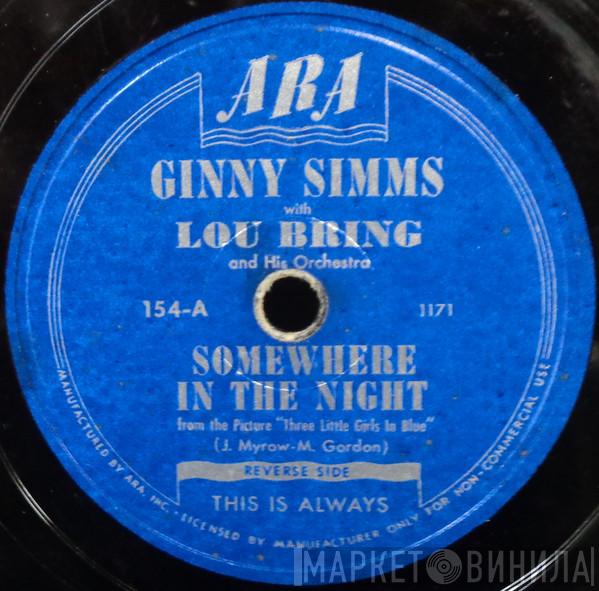 ARA
GINNY SIMMS
with
LOU BRING
and His Orchestra
154-A
1171
SOMEWHERE
IN THE NIGHT
from the Picture "Three Little Girls In Blue"
(J. Myrow-M. Gordon)
REVERSE SIDE
THIS IS ALWAYS
MANUFACTURED BY ARA, INC. • LICENSED BY MANUFACTURER ONLY FOR NON-COMMERCIAL USE
МАРКЕТ ВИНИЛА